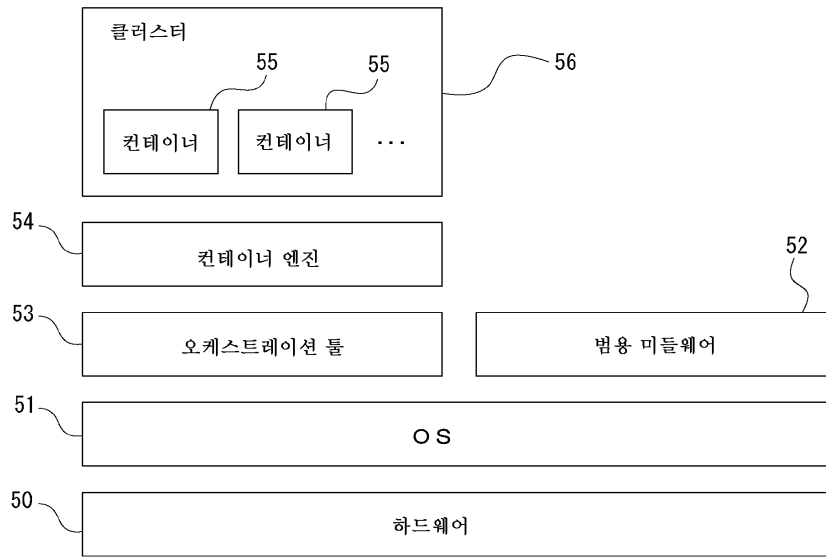 클러스터
55
55
56
컨테이너
컨테이너
...
54
컨테이너 엔진
52
53
오케스트레이션 툴
범용 미들웨어
51
OS
50
하드웨어